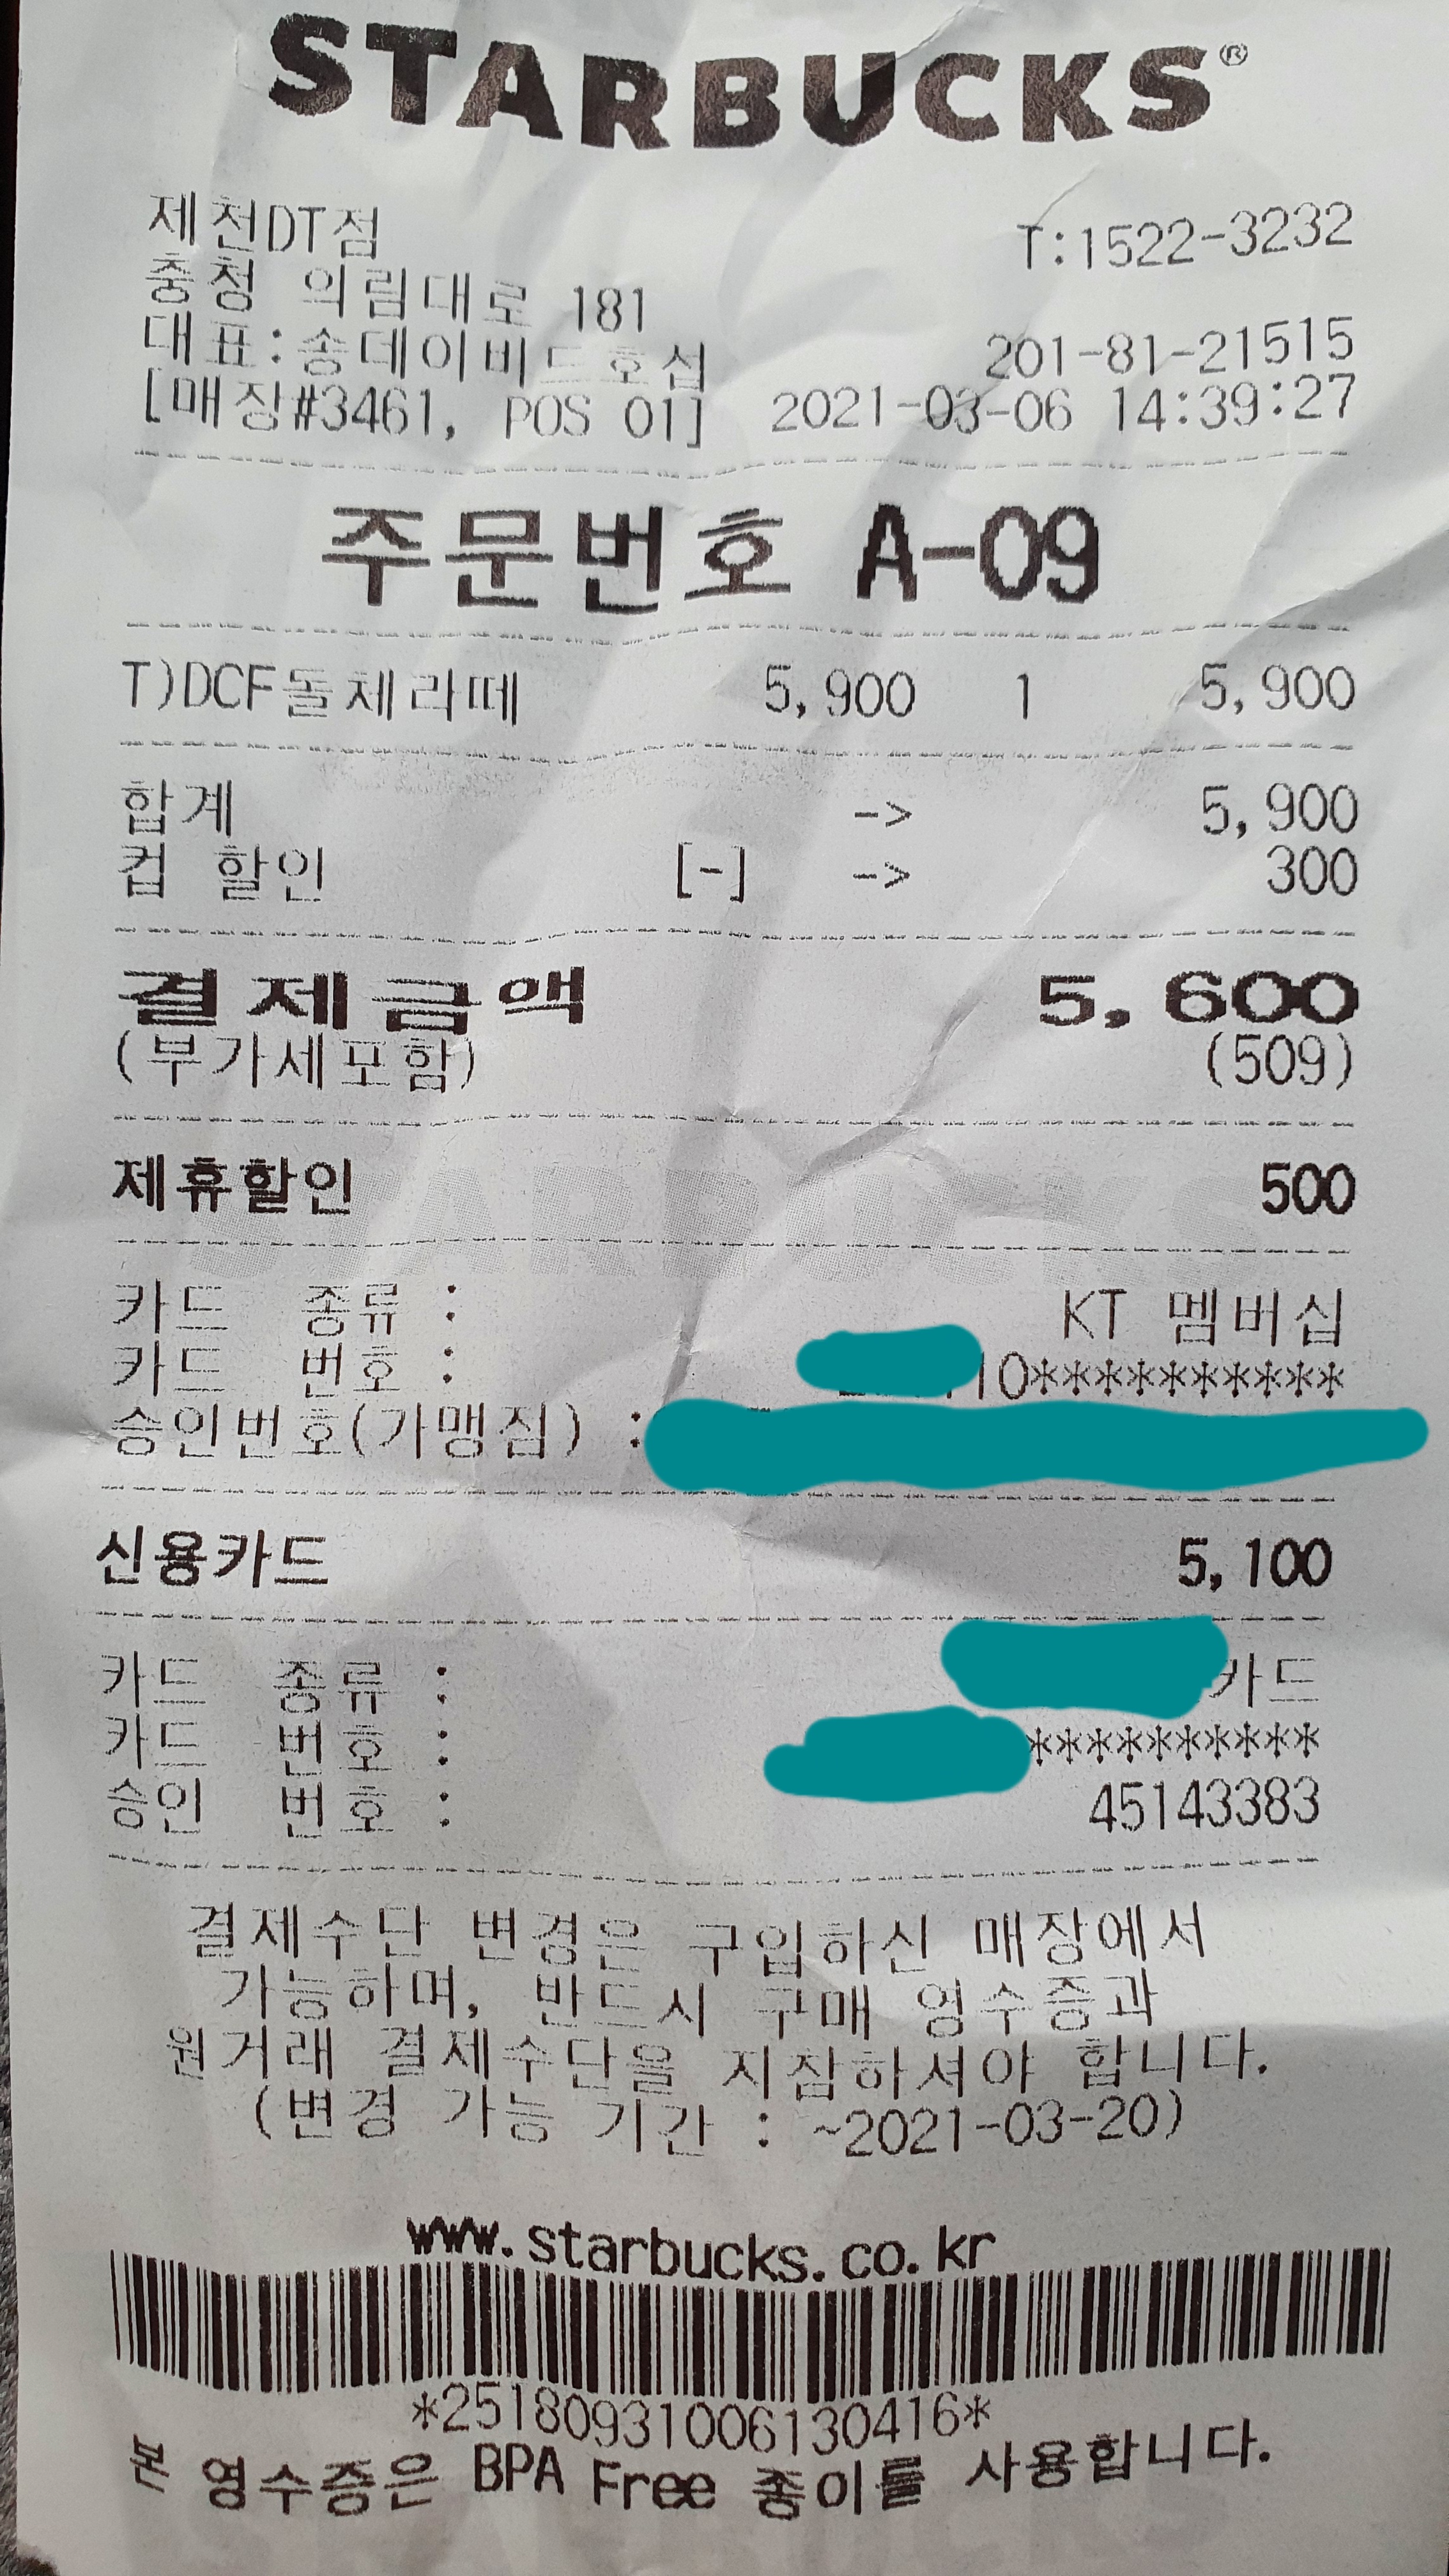 STARBUCKS®
제천DT점 T:1522-3232
충청 의림대로 181
대표:송데이비드호섭 201-81-21515
[매장#3461, POS 01] 2021-03-06 14:39:27
주문번호 A-09
T)DCF돌체라떼 5,900 1 5,900
합계 -> 5,900
컵 할인 [-] -> 300
결제금액 5,600
(부가세포함) (509)
제휴할인 500
카드 종류 : KT 멤버십
카드 번호 : 10**********
승인번호(가맹점) :
신용카드 5,100
카드 종류 : 카드
카드 번호 : **********
승인 번호 : 45143383
결제수단 변경은 구입하신 매장에서
가능하며, 반드시 구매 영수증과
원거래 결제수단을 지참하셔야 합니다.
(변경 가능 기간 : ~2021-03-20)
www.starbucks.co.kr
*2518093100613041​6*
본 영수증은 BPA Free 종이를 사용합니다.